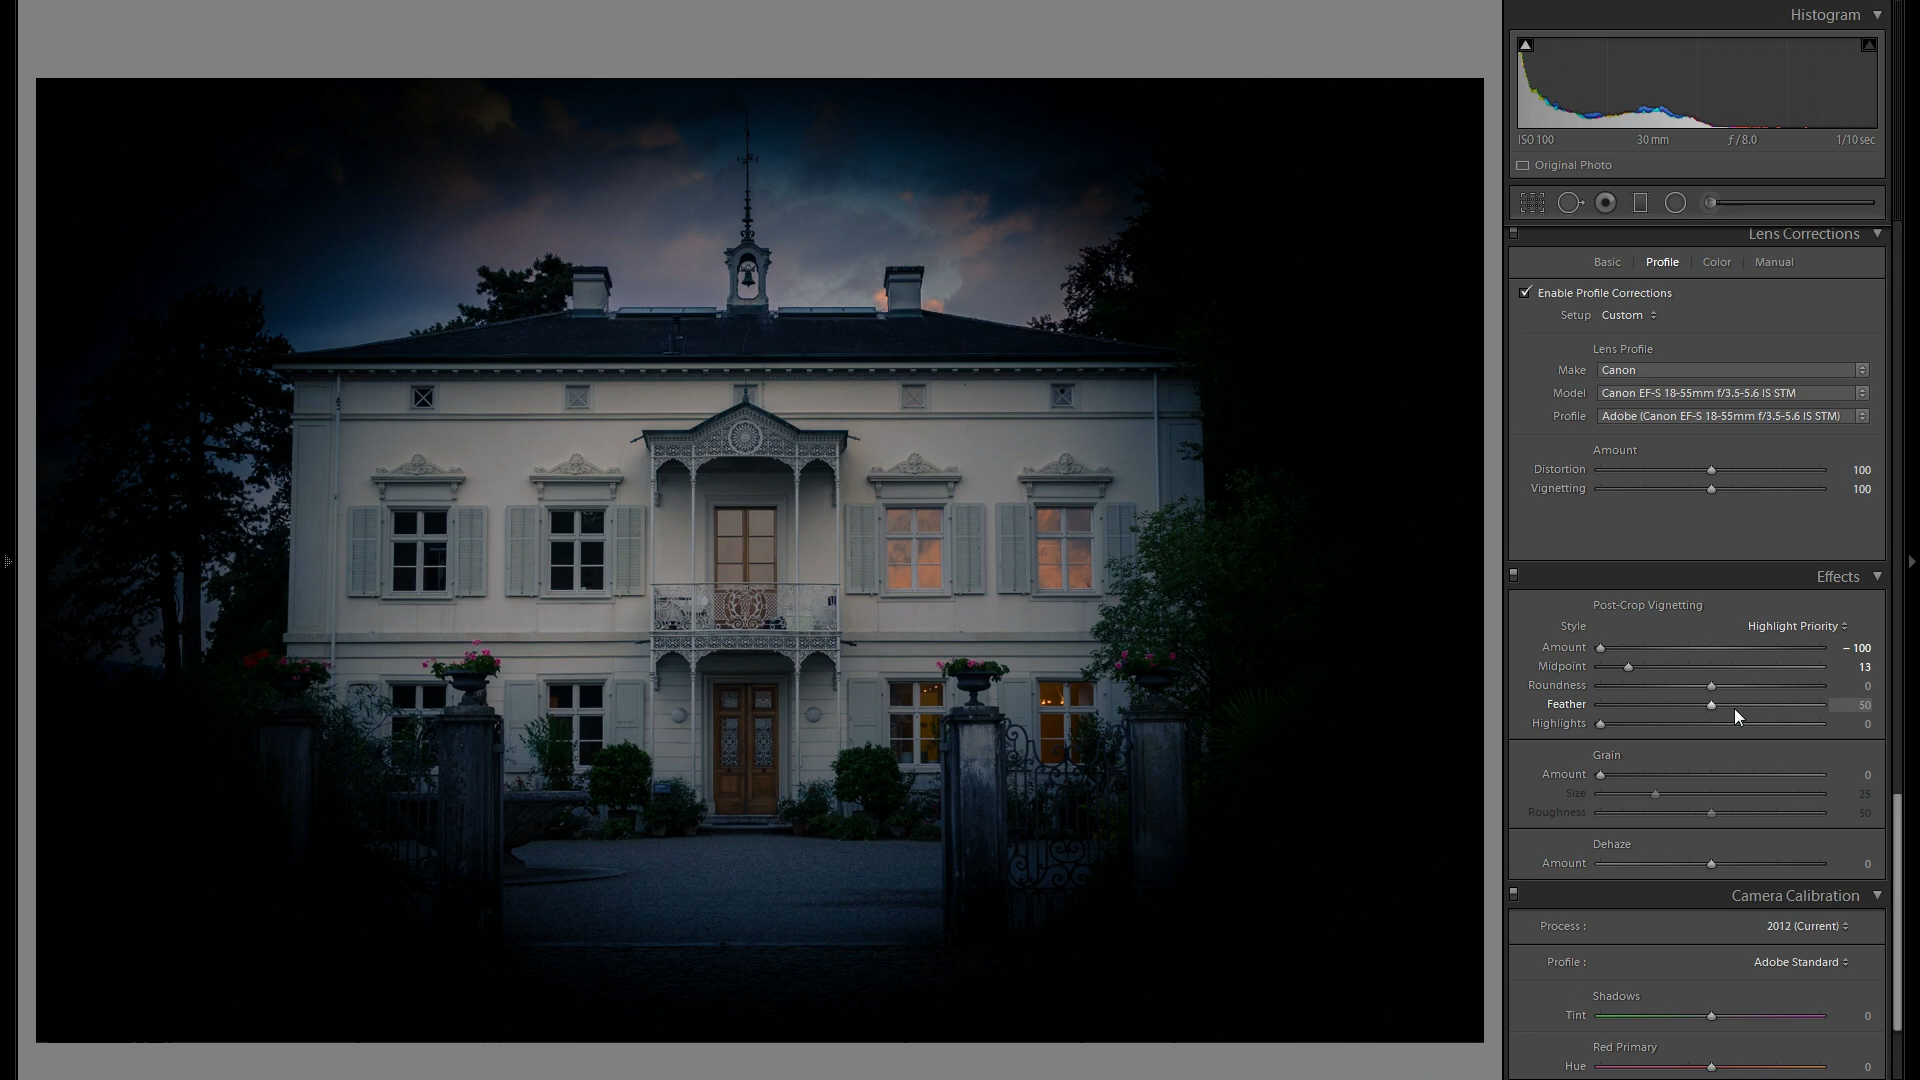 Histogram
ISO 100 30 mm ƒ / 8.0 1/10 sec
Original Photo
Lens Corrections
Basic Profile Color Manual
Enable Profile Corrections
Setup Custom
Lens Profile
Make Canon
Model Canon EF-S 18-55mm f/3.5-5.6 IS STM
Profile Adobe (Canon EF-S 18-55mm f/3.5-5.6 IS STM)
Amount
Distortion 100
Vignetting 100
Effects
Post-Crop Vignetting
Style Highlight Priority
Amount – 100
Midpoint 13
Roundness 0
Feather 50
Highlights 0
Grain
Amount 0
Size 25
Roughness 50
Dehaze
Amount 0
Camera Calibration
Process : 2012 (Current)
Profile : Adobe Standard
Shadows
Tint 0
Red Primary
Hue 0